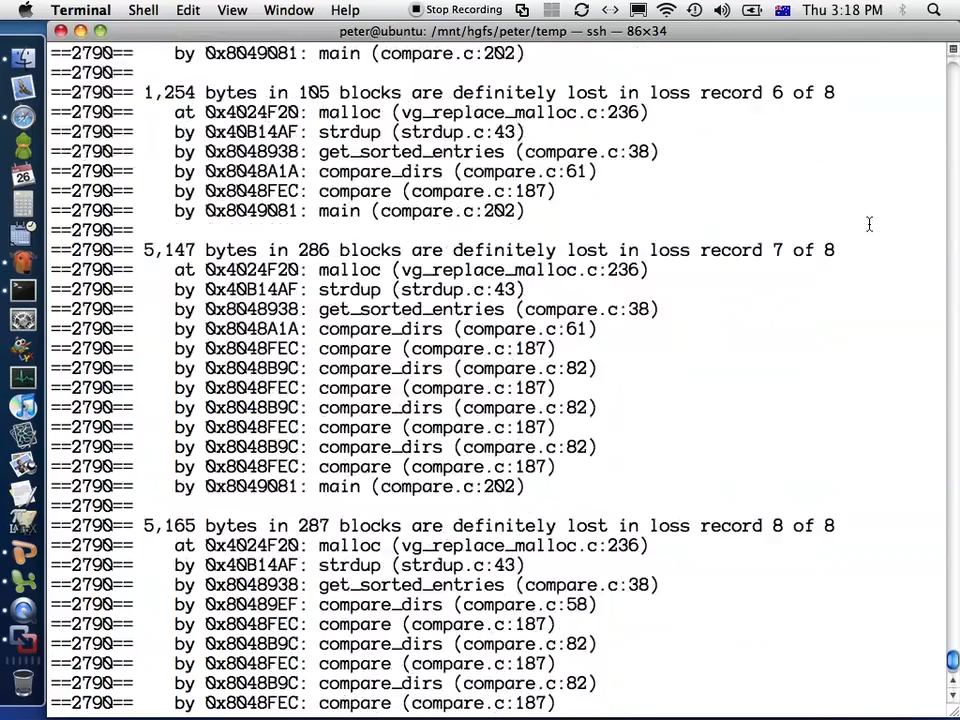 Terminal Shell Edit View Window Help Stop Recording Thu 3:18 PM
peter@ubuntu: /mnt/hgfs/peter/temp — ssh — 86×34
==2790==    by 0x8049081: main (compare.c:202)
==2790==
==2790== 1,254 bytes in 105 blocks are definitely lost in loss record 6 of 8
==2790==    at 0x4024F20: malloc (vg_replace_malloc.c:236)
==2790==    by 0x40B14AF: strdup (strdup.c:43)
==2790==    by 0x8048938: get_sorted_entries (compare.c:38)
==2790==    by 0x8048A1A: compare_dirs (compare.c:61)
==2790==    by 0x8048FEC: compare (compare.c:187)
==2790==    by 0x8049081: main (compare.c:202)
==2790==
==2790== 5,147 bytes in 286 blocks are definitely lost in loss record 7 of 8
==2790==    at 0x4024F20: malloc (vg_replace_malloc.c:236)
==2790==    by 0x40B14AF: strdup (strdup.c:43)
==2790==    by 0x8048938: get_sorted_entries (compare.c:38)
==2790==    by 0x8048A1A: compare_dirs (compare.c:61)
==2790==    by 0x8048FEC: compare (compare.c:187)
==2790==    by 0x8048B9C: compare_dirs (compare.c:82)
==2790==    by 0x8048FEC: compare (compare.c:187)
==2790==    by 0x8048B9C: compare_dirs (compare.c:82)
==2790==    by 0x8048FEC: compare (compare.c:187)
==2790==    by 0x8048B9C: compare_dirs (compare.c:82)
==2790==    by 0x8048FEC: compare (compare.c:187)
==2790==    by 0x8049081: main (compare.c:202)
==2790==
==2790== 5,165 bytes in 287 blocks are definitely lost in loss record 8 of 8
==2790==    at 0x4024F20: malloc (vg_replace_malloc.c:236)
==2790==    by 0x40B14AF: strdup (strdup.c:43)
==2790==    by 0x8048938: get_sorted_entries (compare.c:38)
==2790==    by 0x80489EF: compare_dirs (compare.c:58)
==2790==    by 0x8048FEC: compare (compare.c:187)
==2790==    by 0x8048B9C: compare_dirs (compare.c:82)
==2790==    by 0x8048FEC: compare (compare.c:187)
==2790==    by 0x8048B9C: compare_dirs (compare.c:82)
==2790==    by 0x8048FEC: compare (compare.c:187)
26